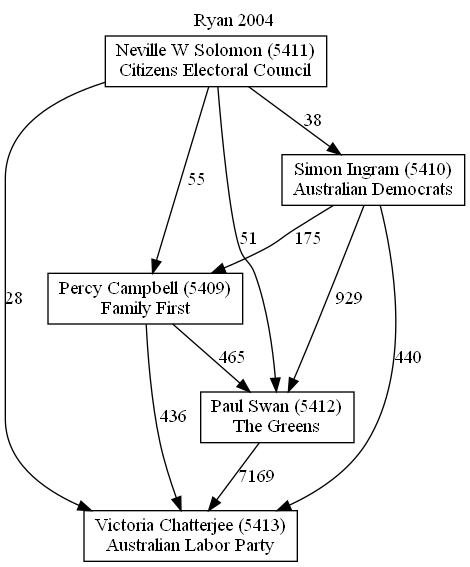 Ryan 2004
Neville W Solomon (5411)
Citizens Electoral Council
38
Simon Ingram (5410)
Australian Democrats
55
51
175
28
Percy Campbell (5409)
Family First
929
465
440
436
Paul Swan (5412)
The Greens
7169
Victoria Chatterjee (5413)
Australian Labor Party